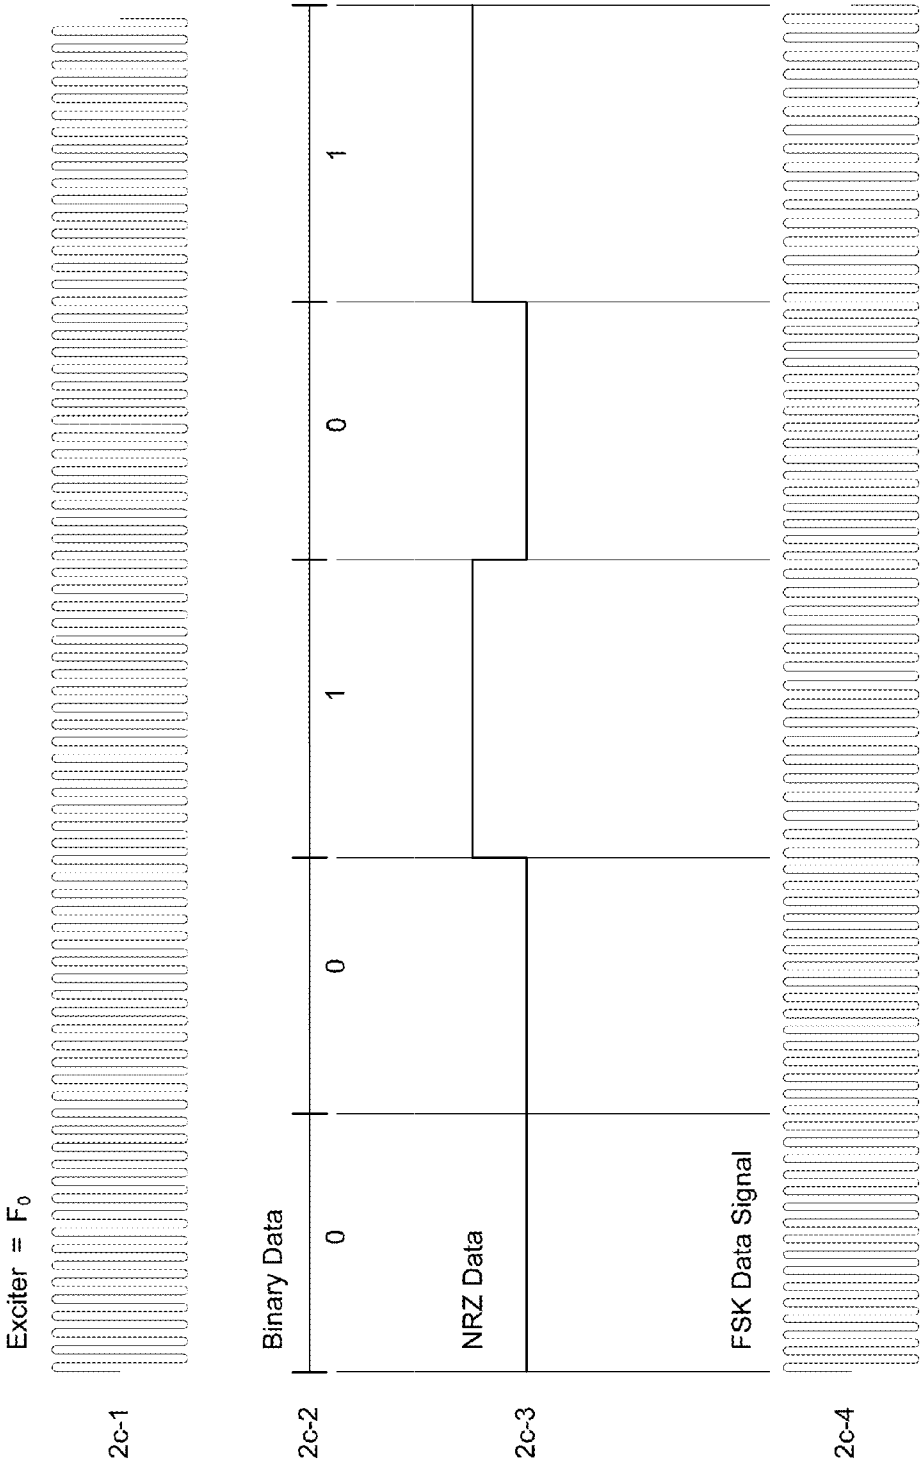 Exciter = F₀
2c-1
Binary Data
2c-2
0 0 1 0 1
NRZ Data
2c-3
FSK Data Signal
2c-4